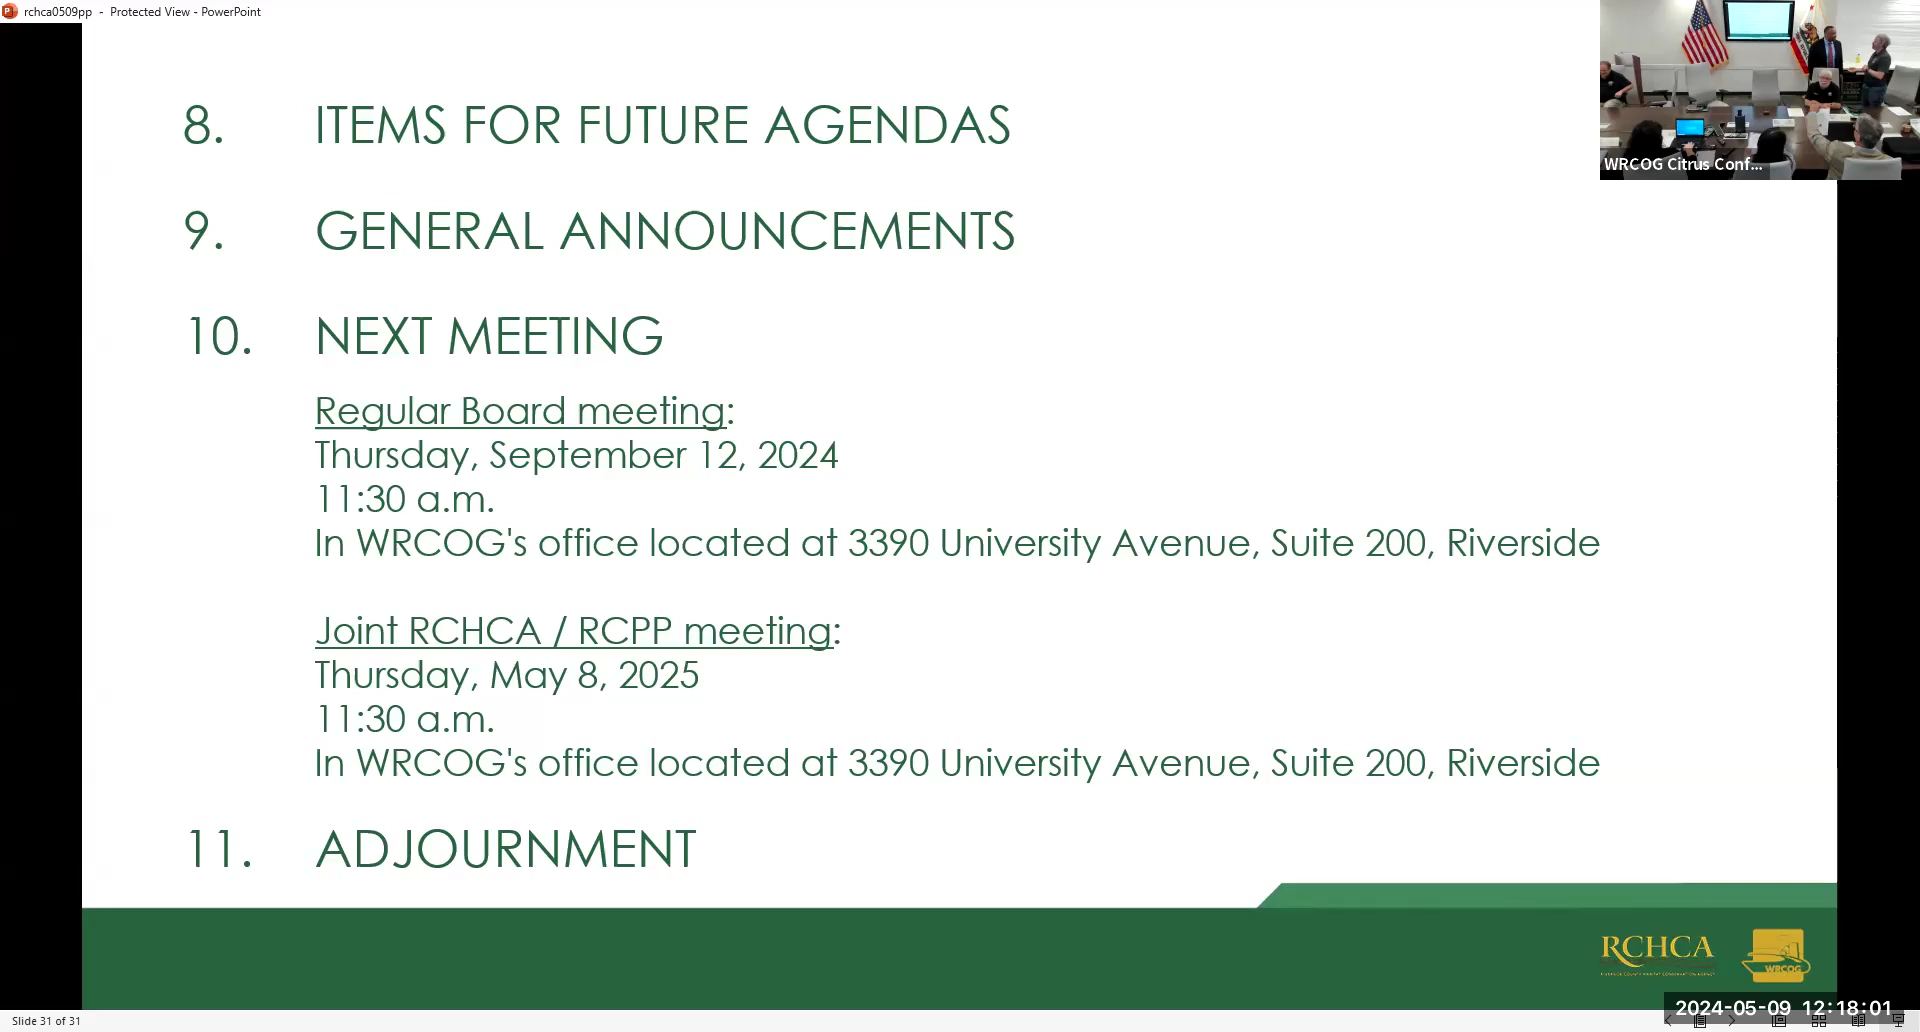 rchca0509pp - Protected View - PowerPoint
WRCOG Citrus Conf...
8. ITEMS FOR FUTURE AGENDAS
9. GENERAL ANNOUNCEMENTS
10. NEXT MEETING
Regular Board meeting:
Thursday, September 12, 2024
11:30 a.m.
In WRCOG's office located at 3390 University Avenue, Suite 200, Riverside
Joint RCHCA / RCPP meeting:
Thursday, May 8, 2025
11:30 a.m.
In WRCOG's office located at 3390 University Avenue, Suite 200, Riverside
11. ADJOURNMENT
RCHCA
WRCOG
2024-05-09 12:18:01
Slide 31 of 31